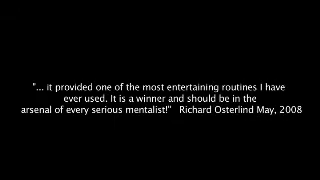 "... it provided one of the most entertaining routines I have
ever used. It is a winner and should be in the
arsenal of every serious mentalist!"   Richard Osterlind May, 2008